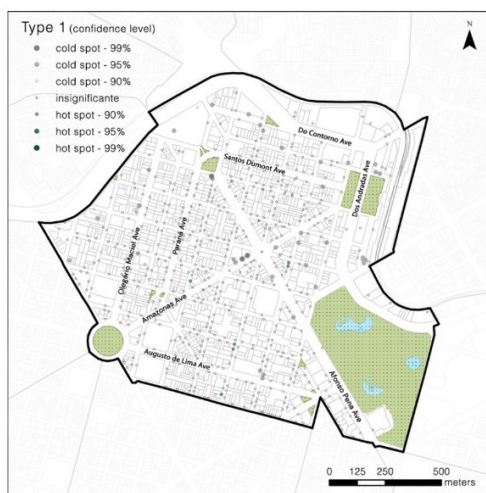 Type 1 (confidence level)
cold spot - 99%
cold spot - 95%
cold spot - 90%
insignificante
hot spot - 90%
hot spot - 95%
hot spot - 99%
N
Do Contorno Ave
Santos Dumont Ave
Dos Andradas Ave
Olegário Maciel Ave
Paraná Ave
Amazonas Ave
Augusto de Lima Ave
Afonso Pena Ave
0 125 250 500
meters